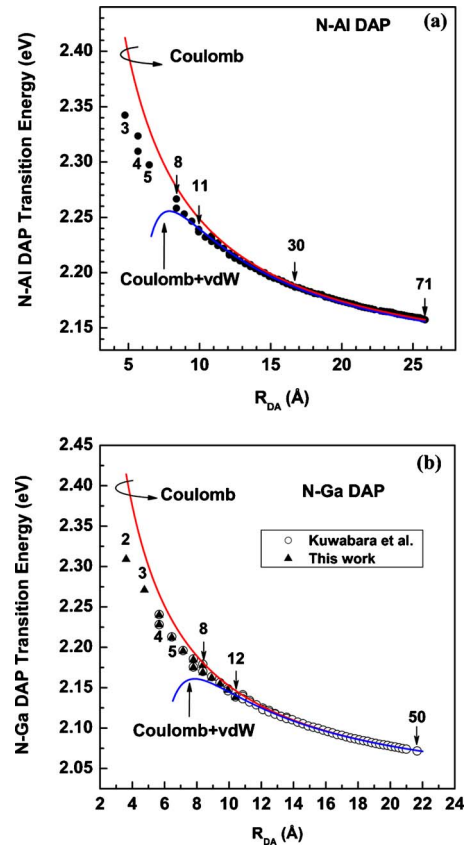 N-Al DAP
(a)
Coulomb
3
4
5
8
11
30
71
Coulomb+vdW
2.40
2.35
2.30
2.25
2.20
2.15
N-Al DAP Transition Energy (eV)
5 10 15 20 25
R_DA (Å)
(b)
N-Ga DAP
Coulomb
Kuwabara et al.
This work
2
3
4
5
8
12
50
Coulomb+vdW
2.45
2.40
2.35
2.30
2.25
2.20
2.15
2.10
2.05
N-Ga DAP Transition Energy (eV)
2 4 6 8 10 12 14 16 18 20 22 24
R_DA (Å)